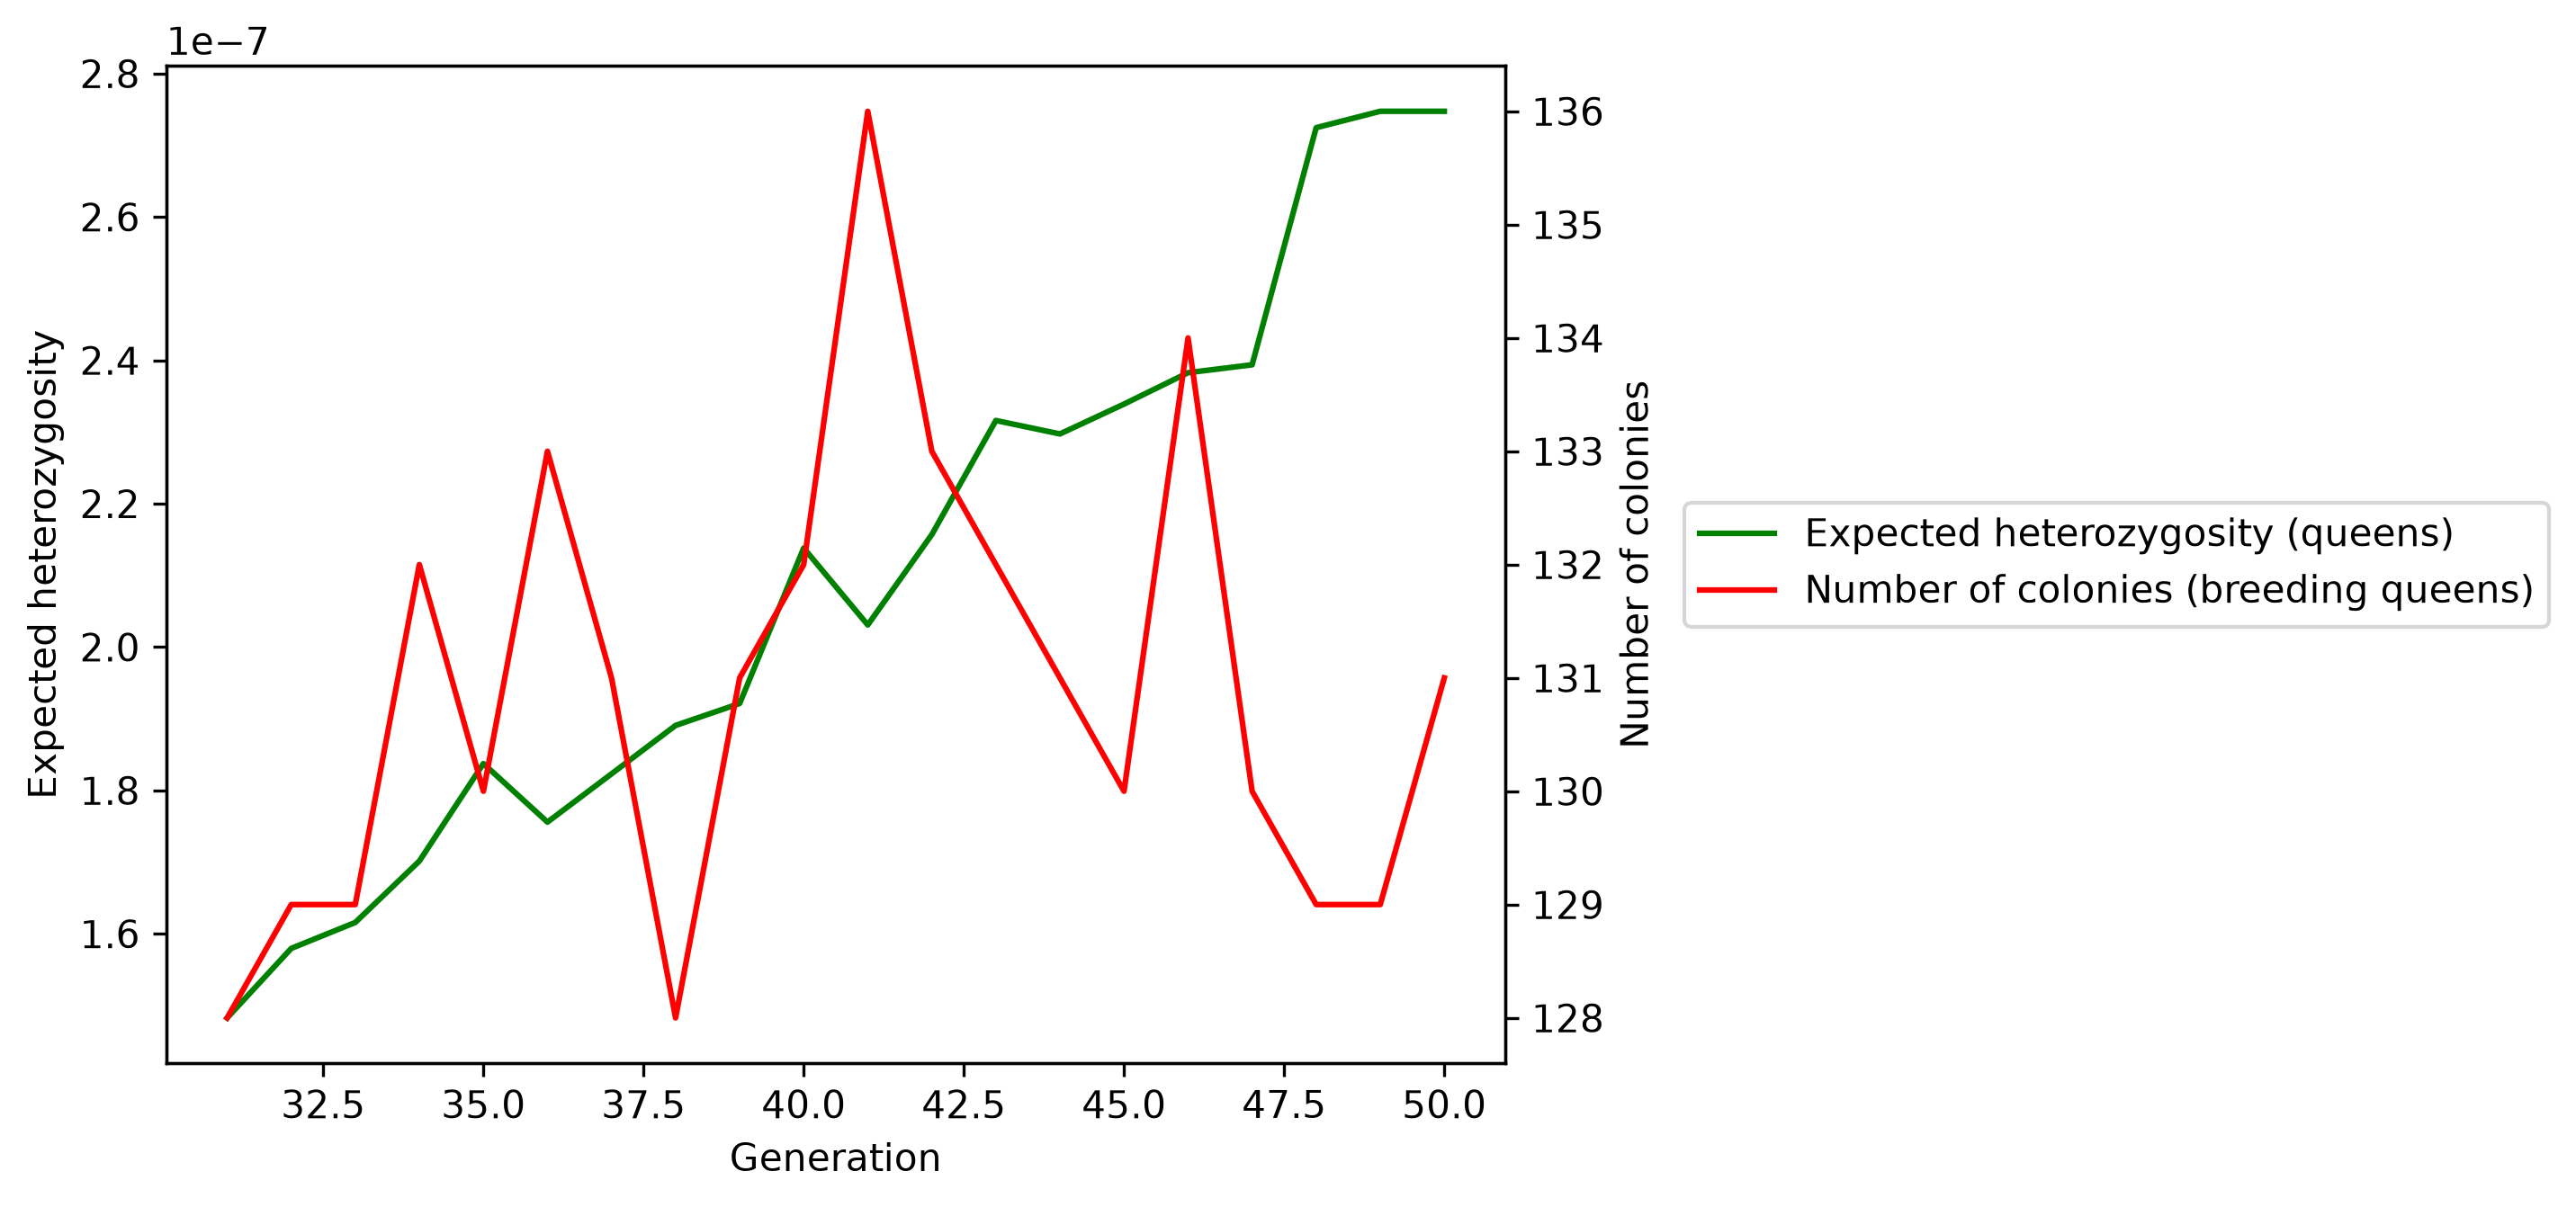 1e−7
2.8
2.6
2.4
2.2
2.0
1.8
1.6
Expected heterozygosity
136
135
134
133
132
131
130
129
128
Number of colonies
32.5 35.0 37.5 40.0 42.5 45.0 47.5 50.0
Generation
Expected heterozygosity (queens)
Number of colonies (breeding queens)